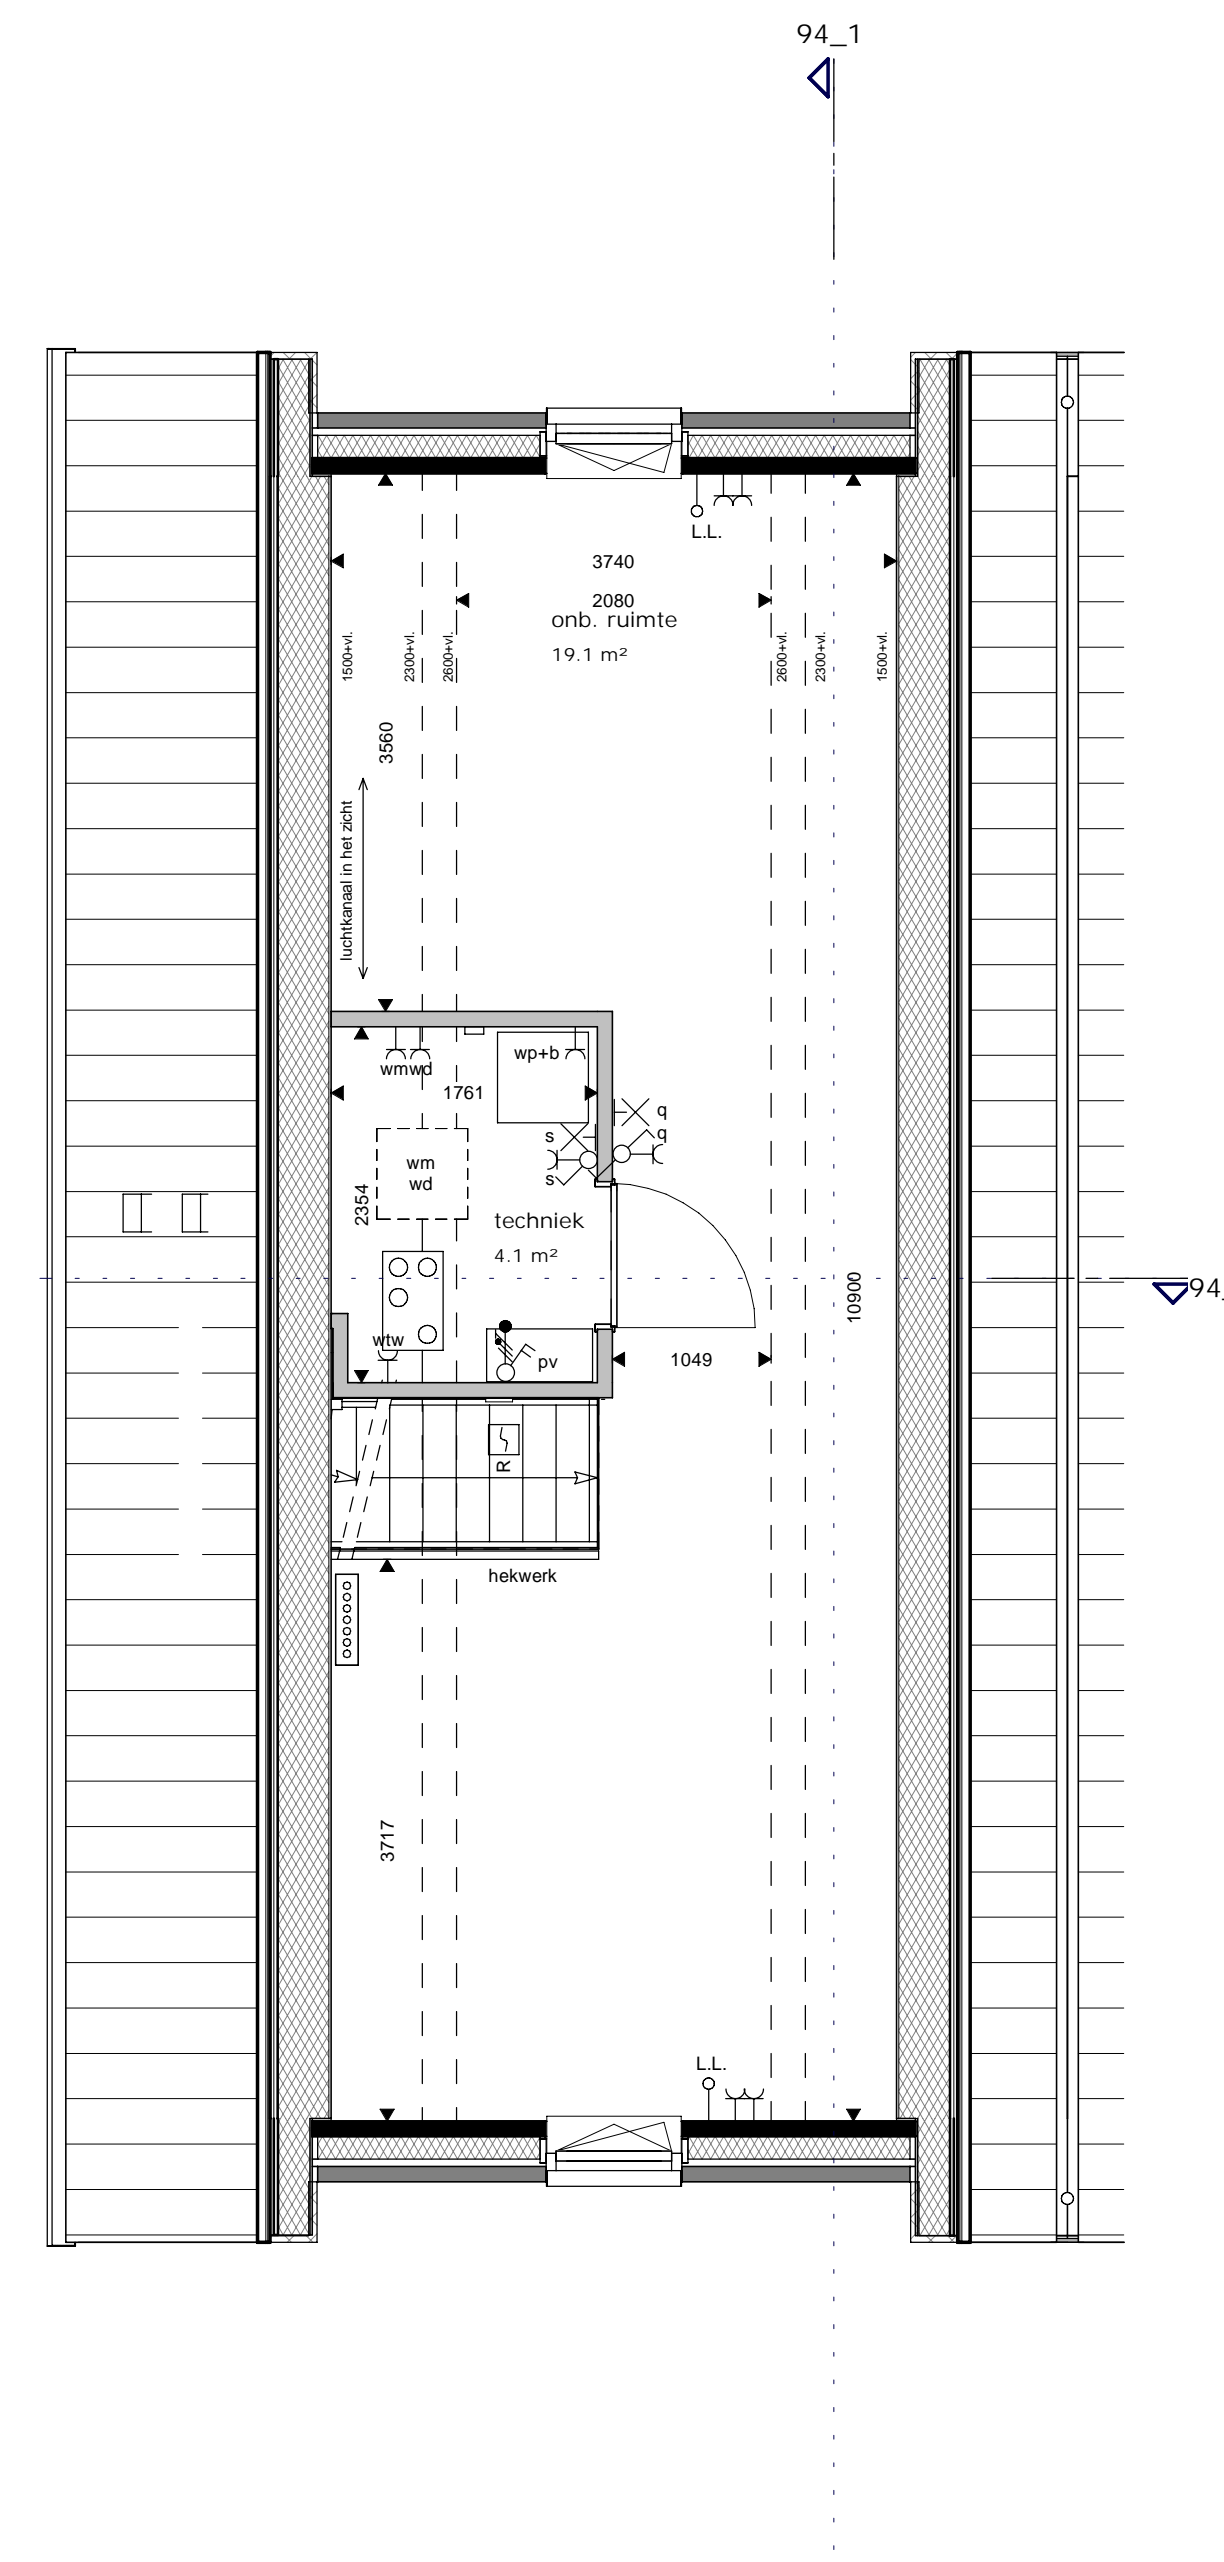 94_1
L.L.
3740
2080
onb. ruimte
19.1 m²
1500+vl.
2300+vl.
2600+vl.
2600+vl.
2300+vl.
1500+vl.
3560
luchtkanaal in het zicht
wp+b
wmwd
1761
q
s
q
s
wm
wd
2354
techniek
4.1 m²
94_
10900
wtw
pv
1049
R
hekwerk
3717
L.L.